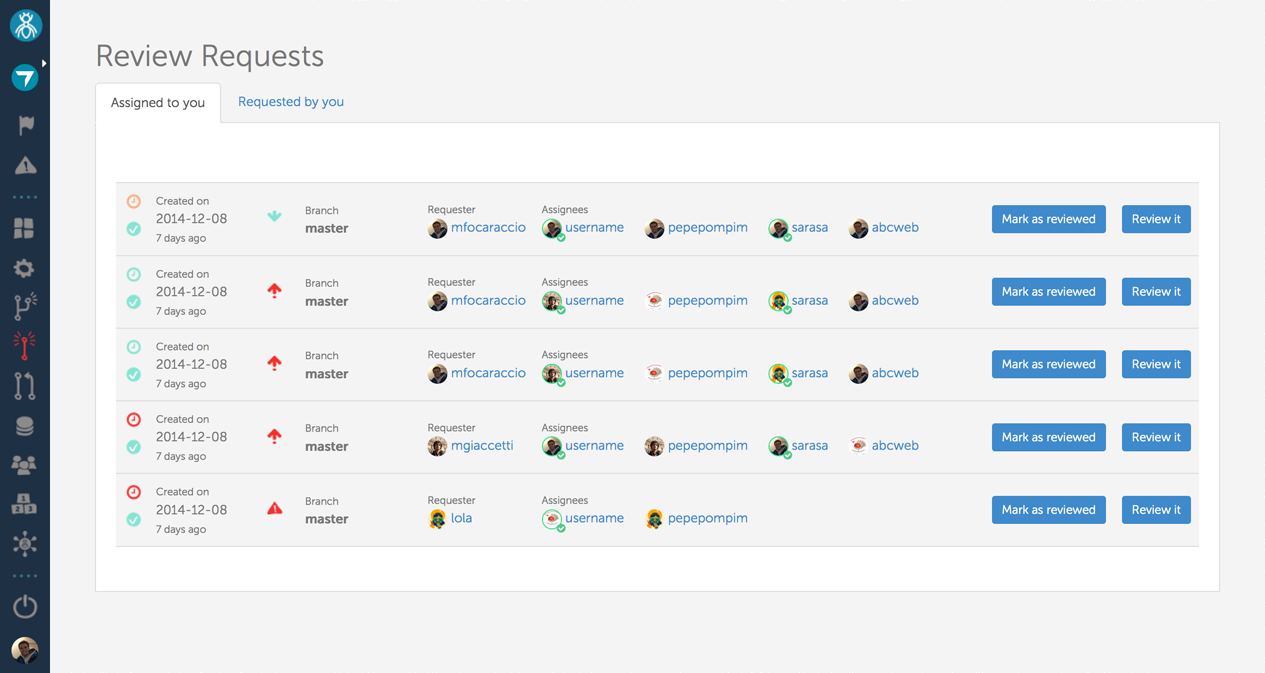 Review Requests
Assigned to you
Requested by you
Created on
2014-12-08
7 days ago
Branch
master
Requester
mfocaraccio
Assignees
username pepepompim sarasa abcweb
Mark as reviewed
Review it
Created on
2014-12-08
7 days ago
Branch
master
Requester
mfocaraccio
Assignees
username pepepompim sarasa abcweb
Mark as reviewed
Review it
Created on
2014-12-08
7 days ago
Branch
master
Requester
mfocaraccio
Assignees
username pepepompim sarasa abcweb
Mark as reviewed
Review it
Created on
2014-12-08
7 days ago
Branch
master
Requester
mgiaccetti
Assignees
username pepepompim sarasa abcweb
Mark as reviewed
Review it
Created on
2014-12-08
7 days ago
Branch
master
Requester
lola
Assignees
username pepepompim
Mark as reviewed
Review it